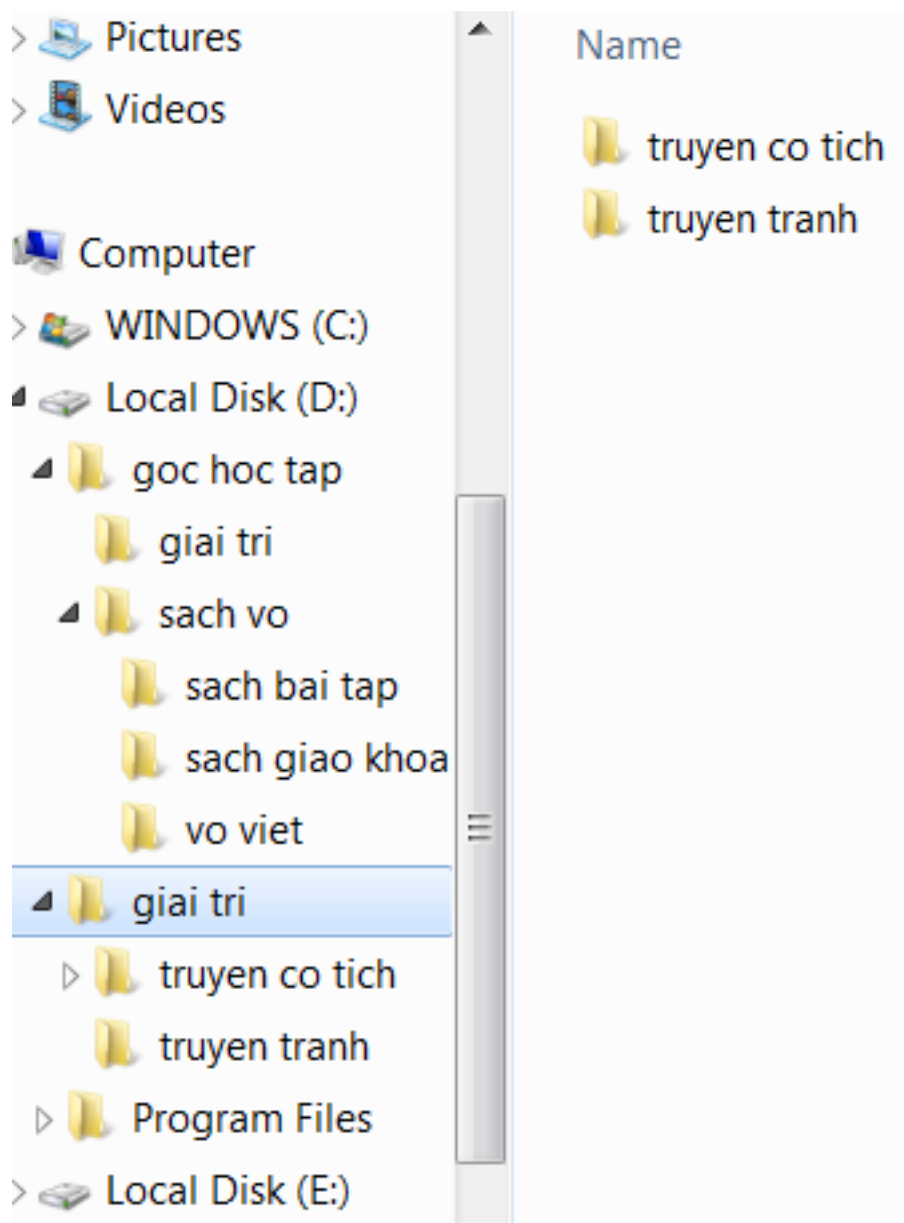 Pictures
Videos
Computer
WINDOWS (C:)
Local Disk (D:)
goc hoc tap
giai tri
sach vo
sach bai tap
sach giao khoa
vo viet
giai tri
truyen co tich
truyen tranh
Program Files
Local Disk (E:)
Name
truyen co tich
truyen tranh